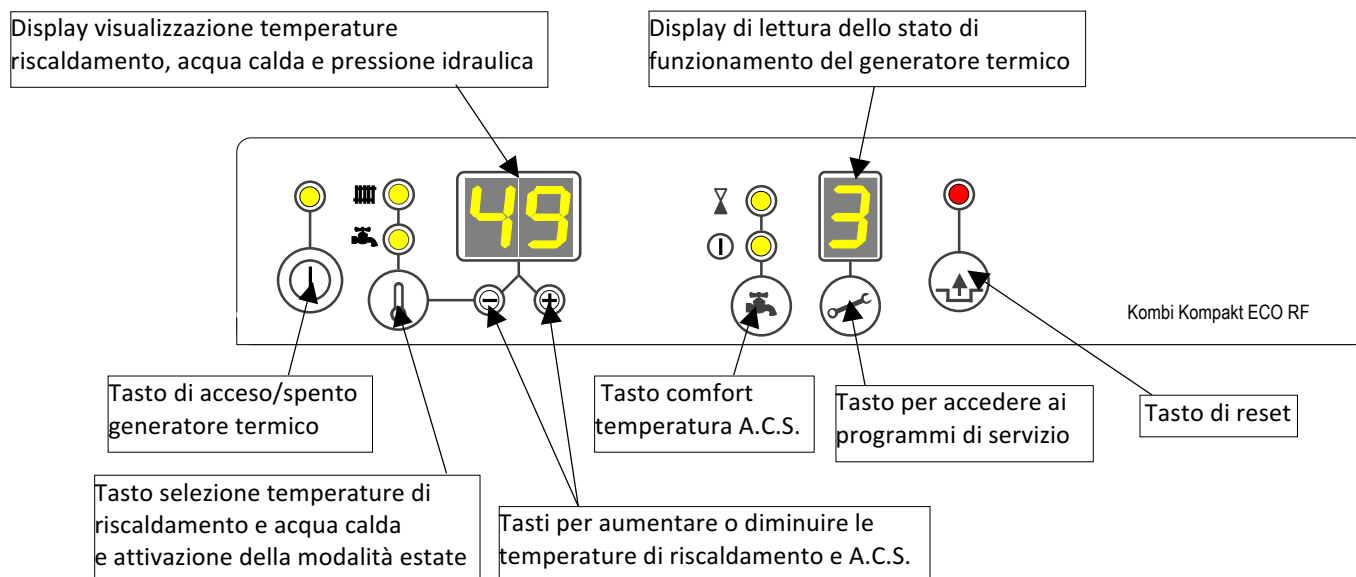 Display visualizzazione temperature
riscaldamento, acqua calda e pressione idraulica
Display di lettura dello stato di
funzionamento del generatore termico
49
3
Kombi Kompakt ECO RF
Tasto di acceso/spento
generatore termico
Tasto comfort
temperatura A.C.S.
Tasto per accedere ai
programmi di servizio
Tasto di reset
Tasto selezione temperature di
riscaldamento e acqua calda
e attivazione della modalità estate
Tasti per aumentare o diminuire le
temperature di riscaldamento e A.C.S.